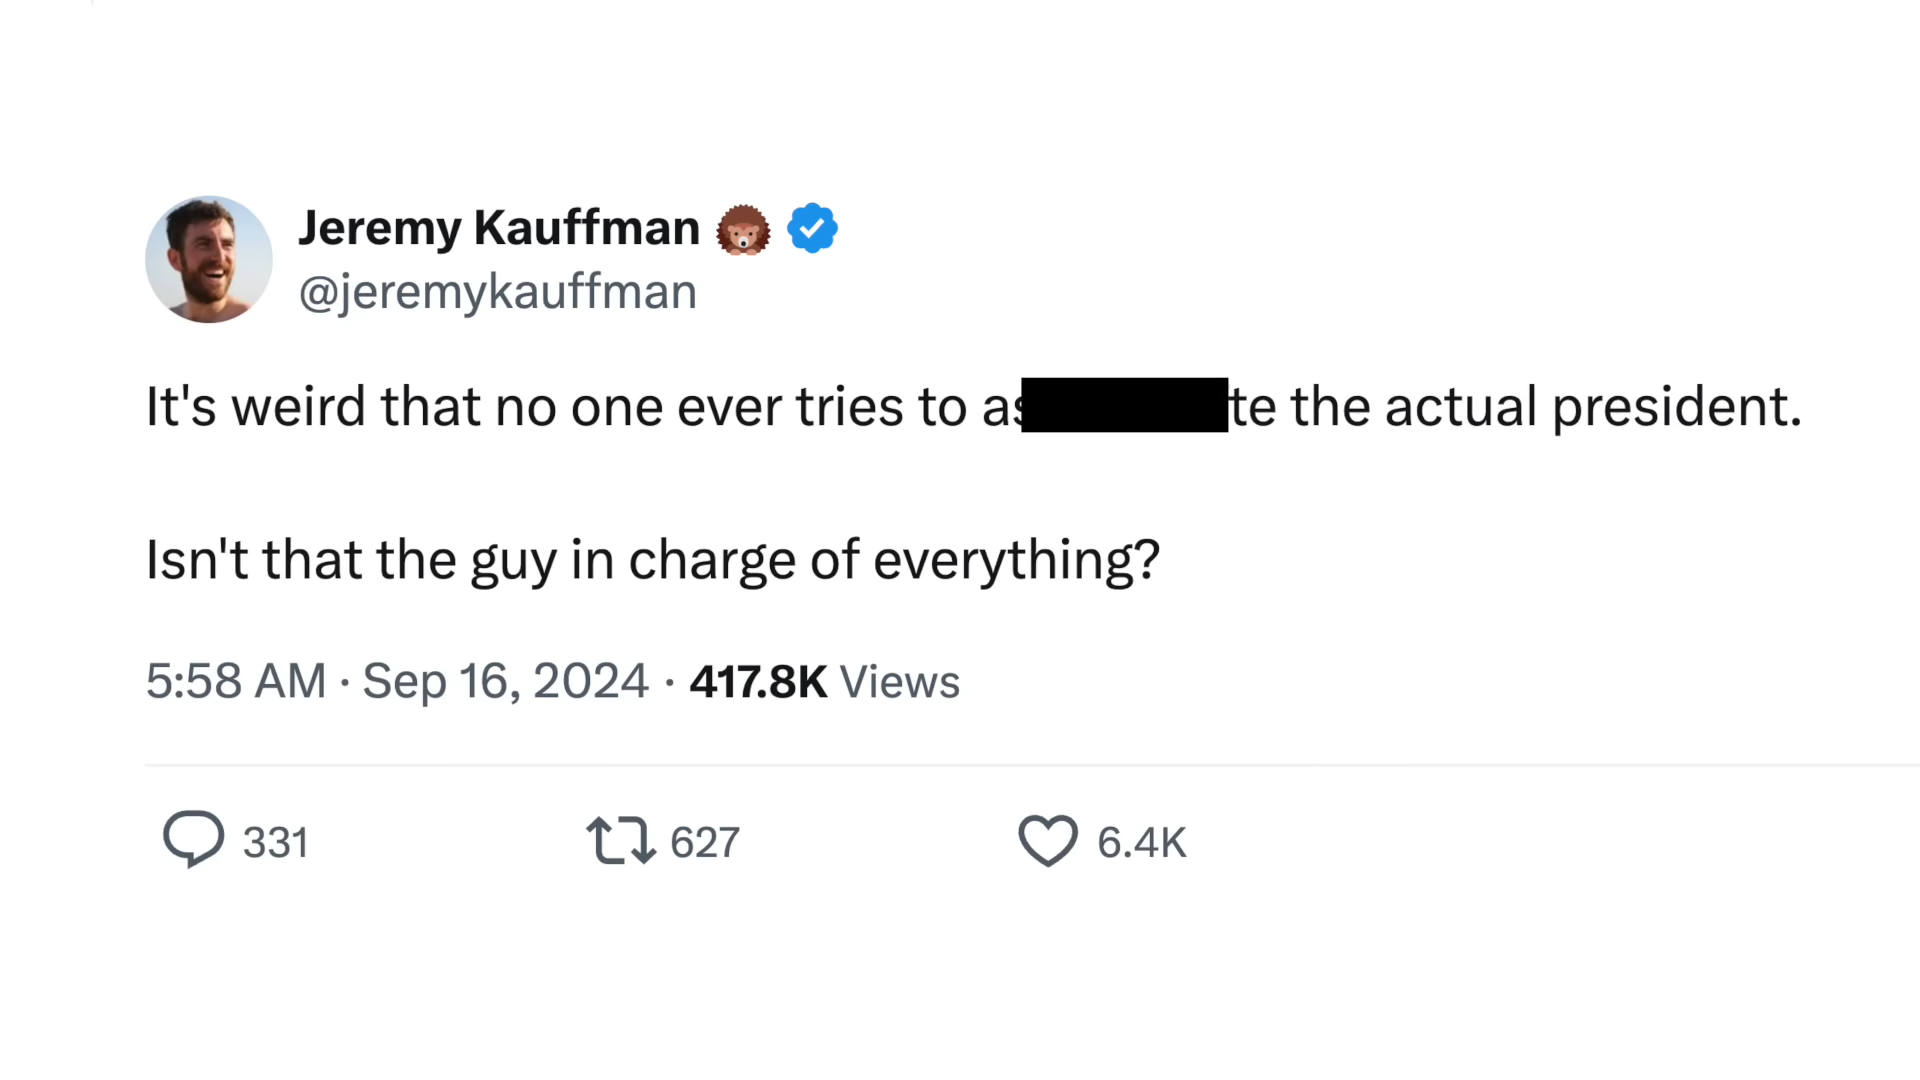 Jeremy Kauffman
@jeremykauffman
It's weird that no one ever tries to as te the actual president.
Isn't that the guy in charge of everything?
5:58 AM · Sep 16, 2024 · 417.8K Views
331 627 6.4K